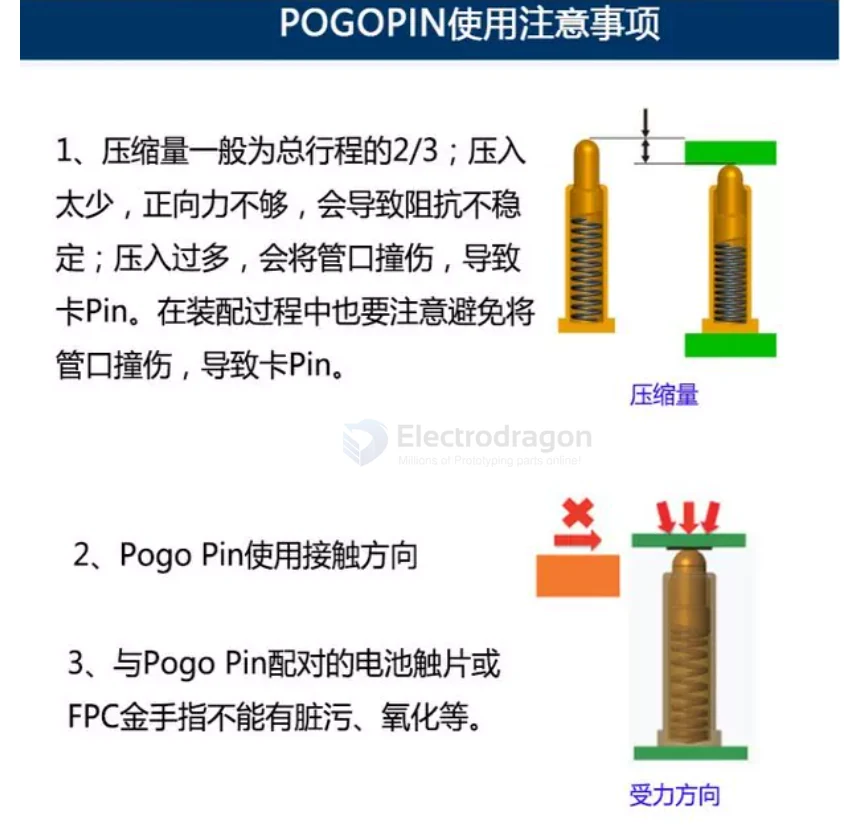 POGOPIN使用注意事项
1、压缩量一般为总行程的2/3；压入
太少，正向力不够，会导致阻抗不稳
定；压入过多，会将管口撞伤，导致
卡Pin。在装配过程中也要注意避免将
管口撞伤，导致卡Pin。
压缩量
Electrodragon
Millions of Prototyping parts online!
2、Pogo Pin使用接触方向
3、与Pogo Pin配对的电池触片或
FPC金手指不能有脏污、氧化等。
受力方向